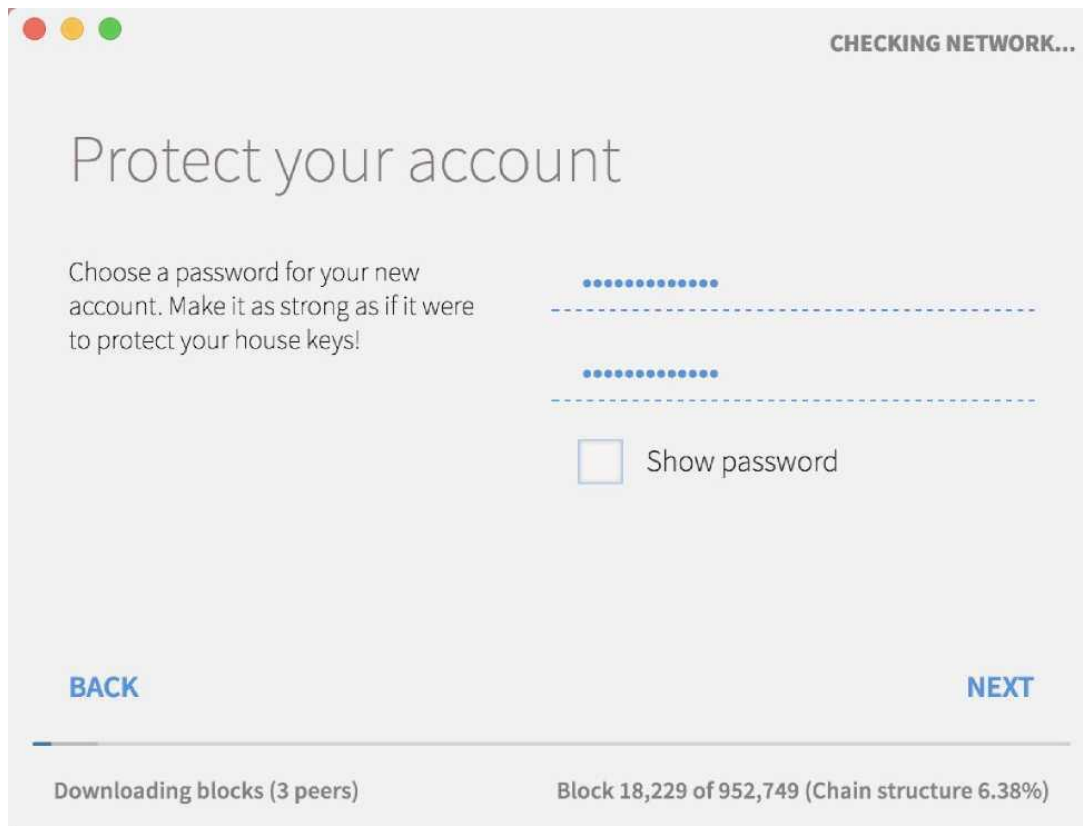 CHECKING NETWORK...
Protect your account
Choose a password for your new
account. Make it as strong as if it were
to protect your house keys!
•••••••••••••
•••••••••••••
Show password
BACK
NEXT
Downloading blocks (3 peers)
Block 18,229 of 952,749 (Chain structure 6.38%)